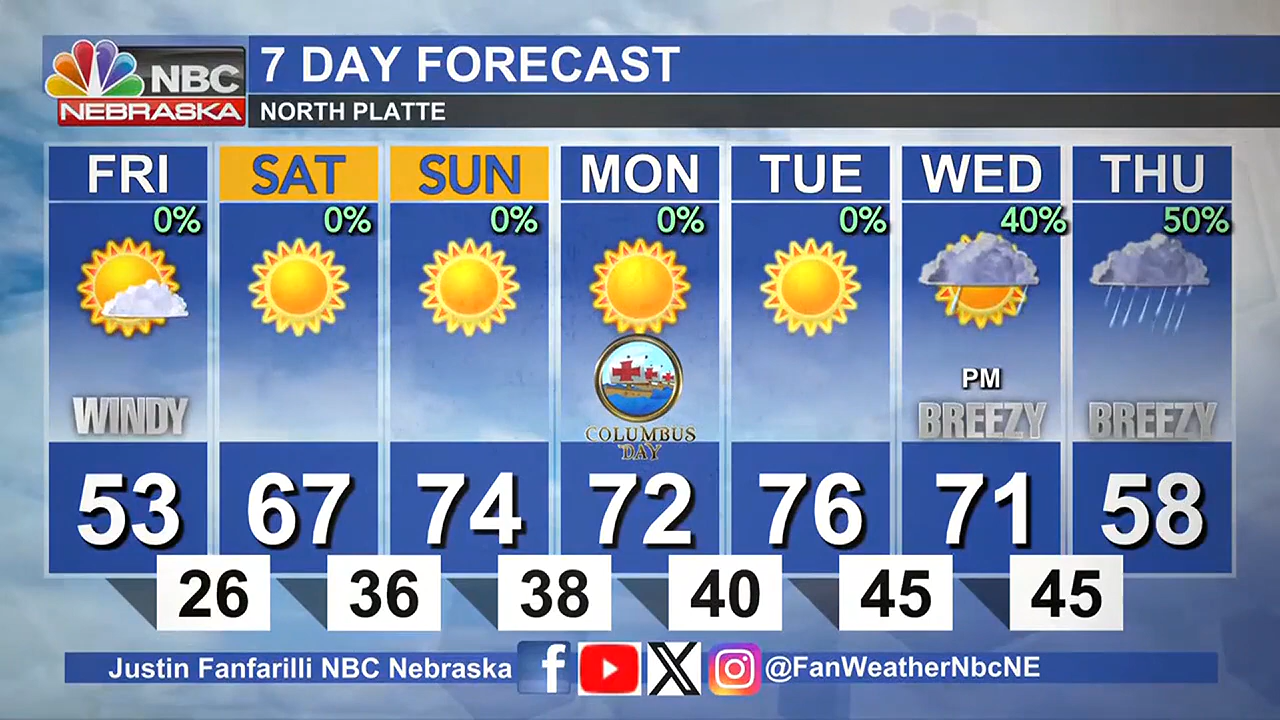 NBC
NEBRASKA
7 DAY FORECAST
NORTH PLATTE
FRI SAT SUN MON TUE WED THU
0% 0% 0% 0% 0% 40% 50%
PM
WINDY BREEZY BREEZY
COLUMBUS
DAY
53 67 74 72 76 71 58
26 36 38 40 45 45
Justin Fanfarilli NBC Nebraska @FanWeatherNbcNE